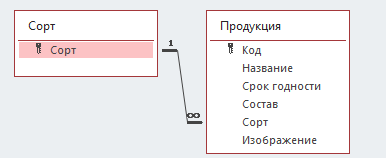 Сорт
Сорт
1
∞
Продукция
Код
Название
Срок годности
Состав
Сорт
Изображение